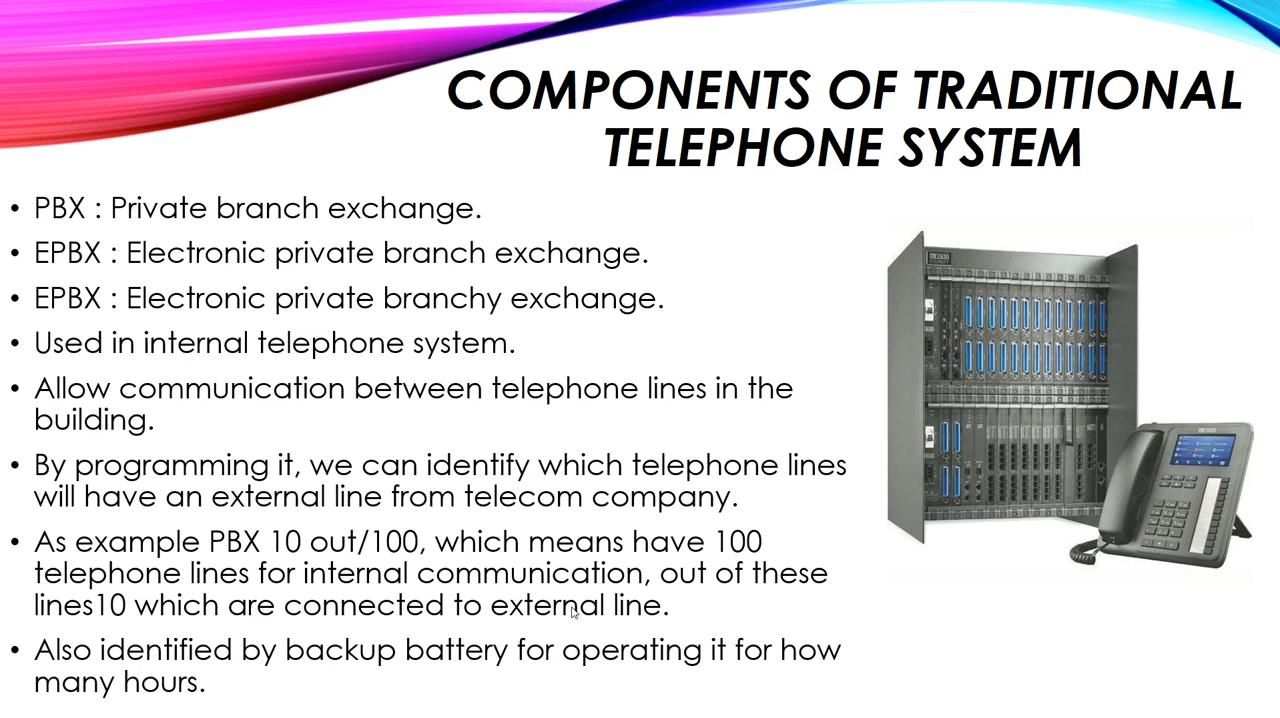 COMPONENTS OF TRADITIONAL
TELEPHONE SYSTEM
• PBX : Private branch exchange.
• EPBX : Electronic private branch exchange.
• EPBX : Electronic private branchy exchange.
• Used in internal telephone system.
• Allow communication between telephone lines in the
building.
• By programming it, we can identify which telephone lines
will have an external line from telecom company.
• As example PBX 10 out/100, which means have 100
telephone lines for internal communication, out of these
lines10 which are connected to external line.
• Also identified by backup battery for operating it for how
many hours.